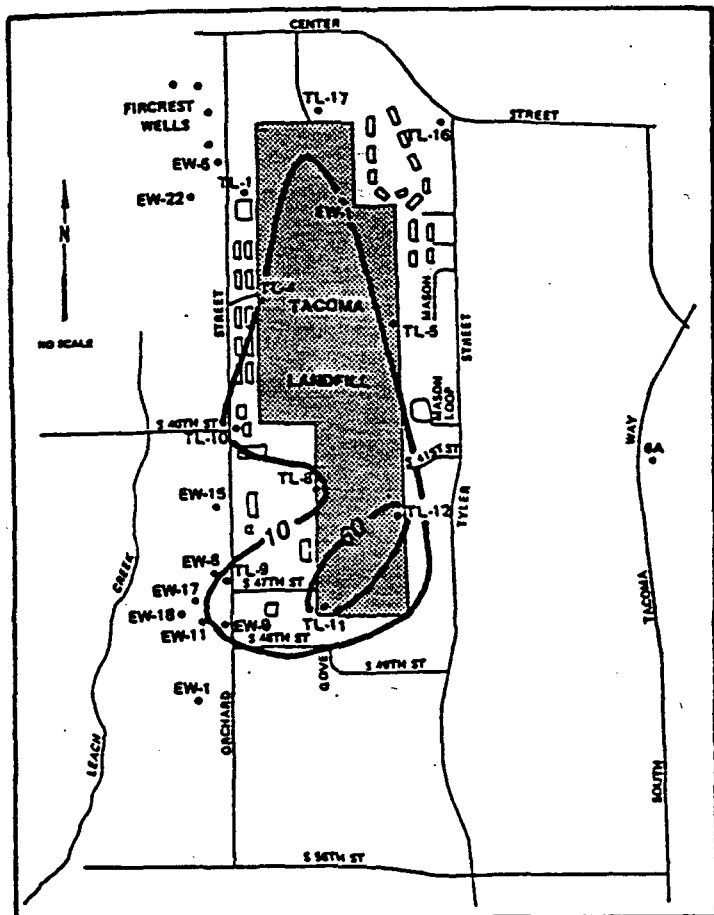 CENTER
TL-17
FIRCREST
WELLS
STREET
TL-16
EW-5
TL-1
EW-22
N
TL-4
TACOMA
MASON
TL-5
STREET
STREET
NO SCALE
LANDFILL
MASON
LOOP
S 40TH ST
TL-10
S 41ST ST
WAY
6A
TL-8
EW-15
10
60
TL-12
TYLER
CREEK
EW-8
TL-9
S 47TH ST
EW-17
EW-18
EW-11
EW-9
TL-11
S 48TH ST
TACOMA
S 49TH ST
EW-1
ORCHARD
LEACH
SOUTH
S 56TH ST